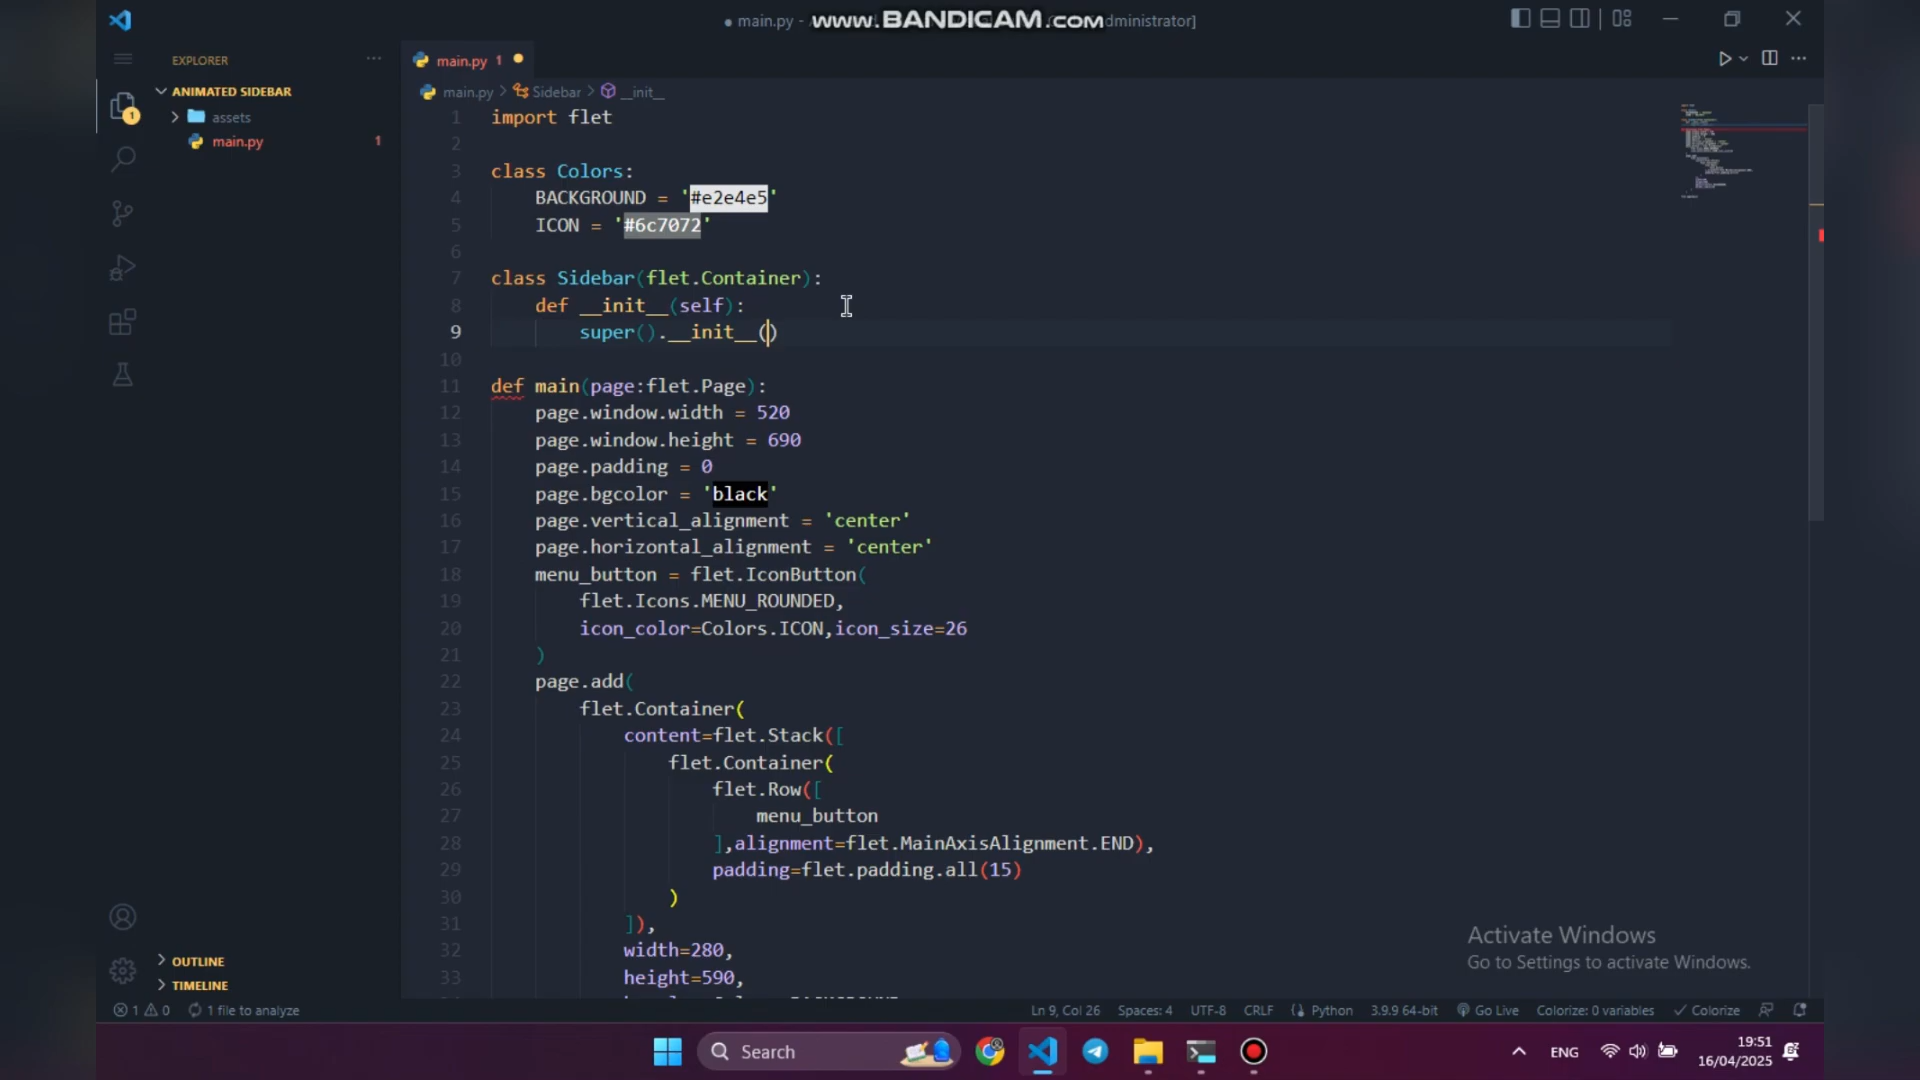 main.py -
www.BANDICAM.com
dministrator]
EXPLORER
ANIMATED SIDEBAR
assets
main.py 1
1
main.py 1
main.py > Sidebar > __init__
1 import flet
2
3 class Colors:
4 BACKGROUND = '#e2e4e5'
5 ICON = '#6c7072'
6
7 class Sidebar(flet.Container):
8 def __init__(self):
9 super().__init__()
10
11 def main(page:flet.Page):
12 page.window.width = 520
13 page.window.height = 690
14 page.padding = 0
15 page.bgcolor = 'black'
16 page.vertical_alignment = 'center'
17 page.horizontal_alignment = 'center'
18 menu_button = flet.IconButton(
19 flet.Icons.MENU_ROUNDED,
20 icon_color=Colors.ICON,icon_size=26
21 )
22 page.add(
23 flet.Container(
24 content=flet.Stack([
25 flet.Container(
26 flet.Row([
27 menu_button
28 ],alignment=flet.MainAxisAlignment.END),
29 padding=flet.padding.all(15)
30 )
31 ]),
32 width=280,
33 height=590,
Activate Windows
Go to Settings to activate Windows.
OUTLINE
TIMELINE
1 0 1 file to analyze
Ln 9, Col 26 Spaces: 4 UTF-8 CRLF Python 3.9.9 64-bit Go Live Colorize: 0 variables Colorize
Search
ENG
19:51
16/04/2025